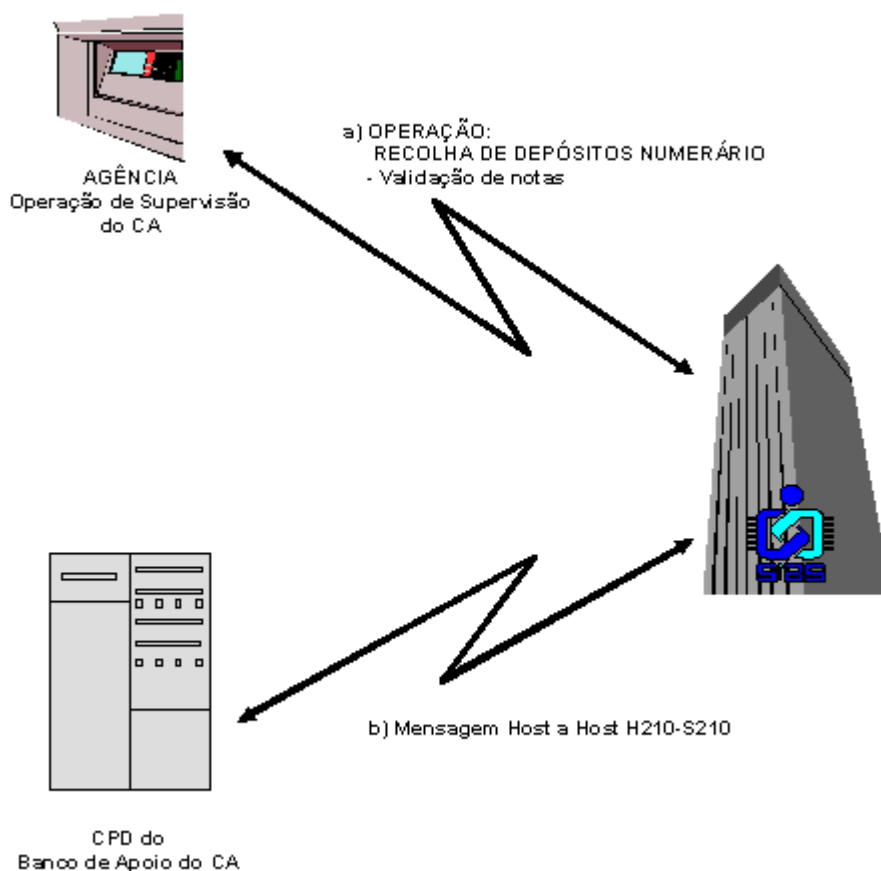 a) OPERAÇÃO:
RECOLHA DE DEPÓSITOS NUMERÁRIO
- Validação de notas
AGÊNCIA
Operação de Supervisão
do CA
sibs
b) Mensagem Host a Host H210-S210
CPD do
Banco de Apoio do CA